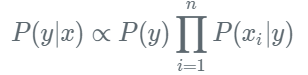 P(y|x) ∝ P(y) ∏_{i=1}^{n} P(x_i|y)